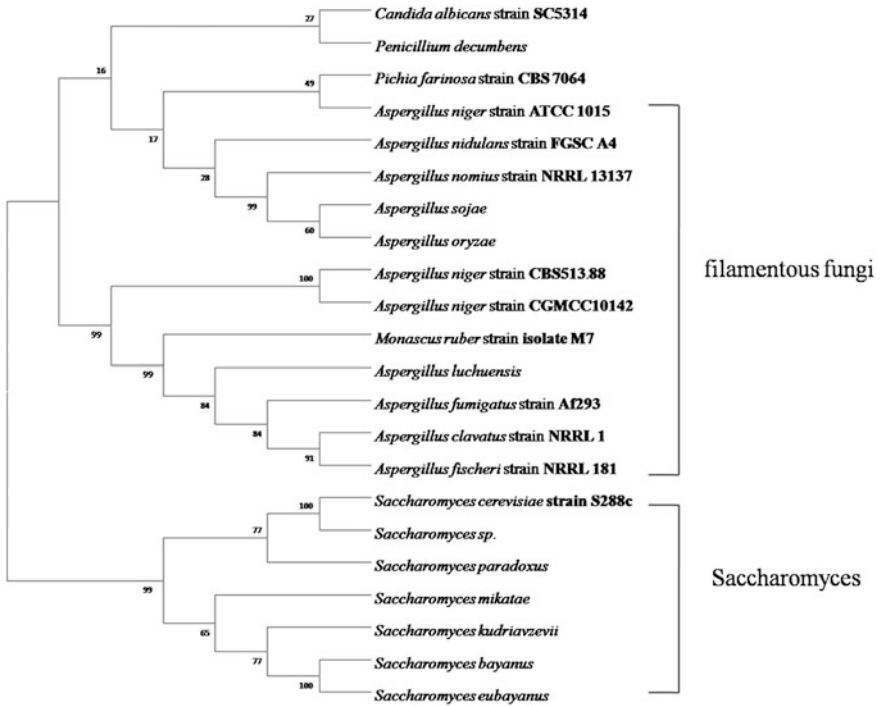 Candida albicans strain SC5314
27
Penicillium decumbens
16
Pichia farinosa strain CBS 7064
49
Aspergillus niger strain ATCC 1015
17
Aspergillus nidulans strain FGSC A4
28
Aspergillus nomius strain NRRL 13137
99
Aspergillus sojae
60
Aspergillus oryzae
filamentous fungi
Aspergillus niger strain CBS513.88
100
Aspergillus niger strain CGMCC10142
99
Monascus ruber strain isolate M7
99
Aspergillus luchuensis
84
Aspergillus fumigatus strain Af293
84
Aspergillus clavatus strain NRRL 1
91
Aspergillus fischeri strain NRRL 181
Saccharomyces cerevisiae strain S288c
100
Saccharomyces sp.
77
Saccharomyces paradoxus
Saccharomyces
99
Saccharomyces mikatae
65
Saccharomyces kudriavzevii
77
Saccharomyces bayanus
100
Saccharomyces eubayanus